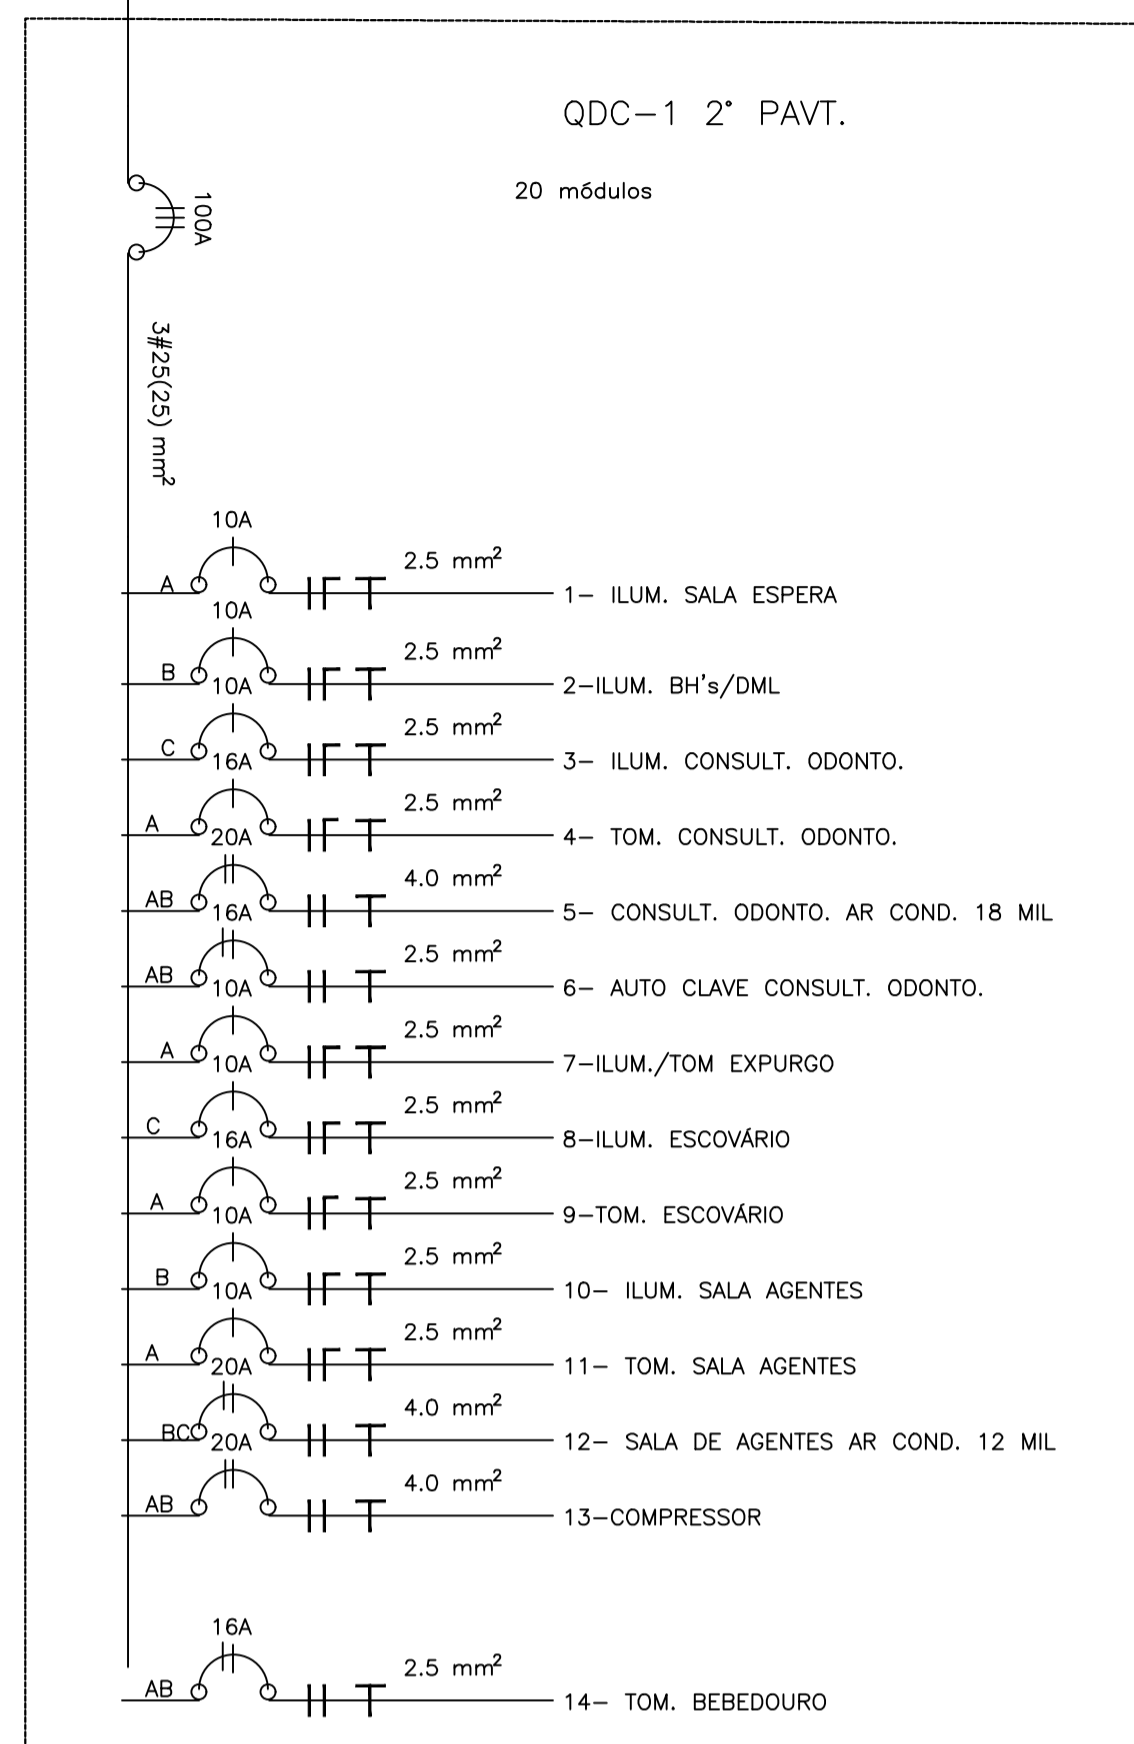 QDC-1 2° PAVT.
20 módulos
100A
3#25(25) mm²
10A
A
2.5 mm²
1- ILUM. SALA ESPERA
10A
B
2.5 mm²
2-ILUM. BH's/DML
10A
C
2.5 mm²
3- ILUM. CONSULT. ODONTO.
16A
A
2.5 mm²
4- TOM. CONSULT. ODONTO.
20A
AB
4.0 mm²
5- CONSULT. ODONTO. AR COND. 18 MIL
16A
AB
2.5 mm²
6- AUTO CLAVE CONSULT. ODONTO.
10A
A
2.5 mm²
7-ILUM./TOM EXPURGO
10A
C
2.5 mm²
8-ILUM. ESCOVÁRIO
16A
A
2.5 mm²
9-TOM. ESCOVÁRIO
10A
B
2.5 mm²
10- ILUM. SALA AGENTES
10A
A
2.5 mm²
11- TOM. SALA AGENTES
20A
BC
4.0 mm²
12- SALA DE AGENTES AR COND. 12 MIL
20A
AB
4.0 mm²
13-COMPRESSOR
16A
AB
2.5 mm²
14- TOM. BEBEDOURO